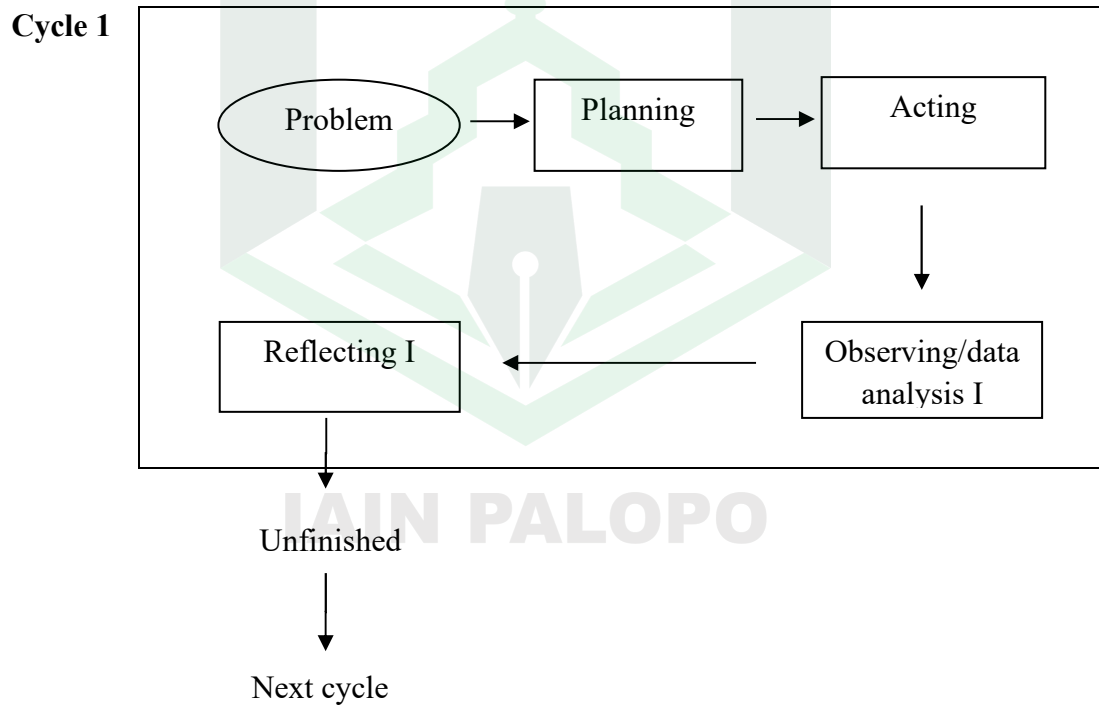 Cycle 1
Problem
Planning
Acting
Observing/data
analysis I
Reflecting I
IAIN PALOPO
Unfinished
Next cycle